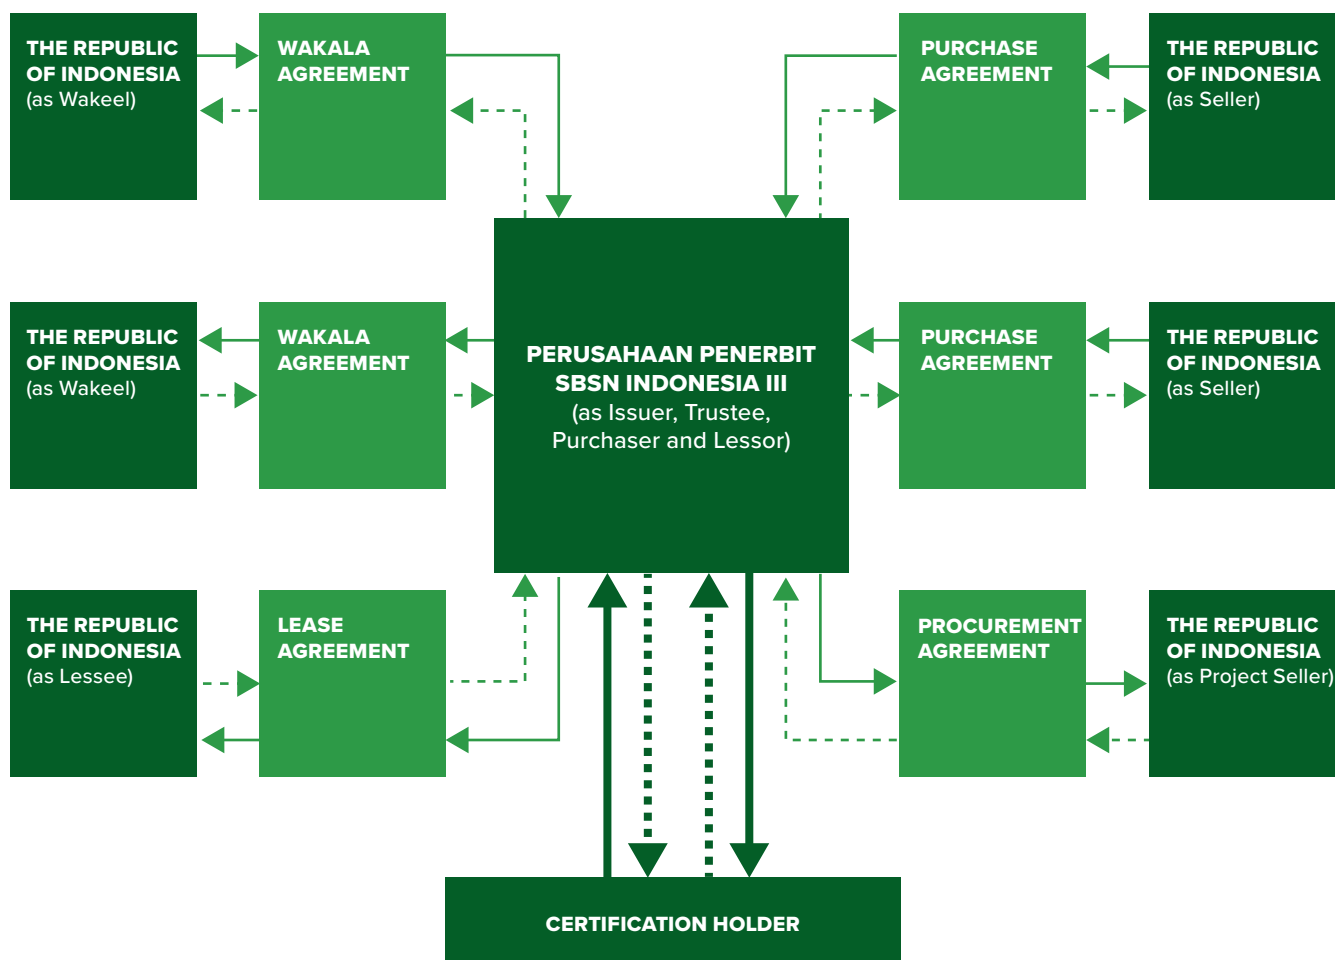 THE REPUBLIC
OF INDONESIA
(as Wakeel)
WAKALA
AGREEMENT
PURCHASE
AGREEMENT
THE REPUBLIC
OF INDONESIA
(as Seller)
THE REPUBLIC
OF INDONESIA
(as Wakeel)
WAKALA
AGREEMENT
PERUSAHAAN PENERBIT
SBSN INDONESIA III
(as Issuer, Trustee,
Purchaser and Lessor)
PURCHASE
AGREEMENT
THE REPUBLIC
OF INDONESIA
(as Seller)
THE REPUBLIC
OF INDONESIA
(as Lessee)
LEASE
AGREEMENT
PROCUREMENT
AGREEMENT
THE REPUBLIC
OF INDONESIA
(as Project Seller)
CERTIFICATION HOLDER